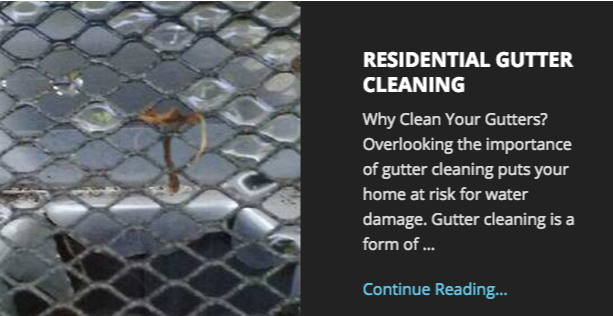 RESIDENTIAL GUTTER
CLEANING
Why Clean Your Gutters?
Overlooking the importance
of gutter cleaning puts your
home at risk for water
damage. Gutter cleaning is a
form of ...
Continue Reading...